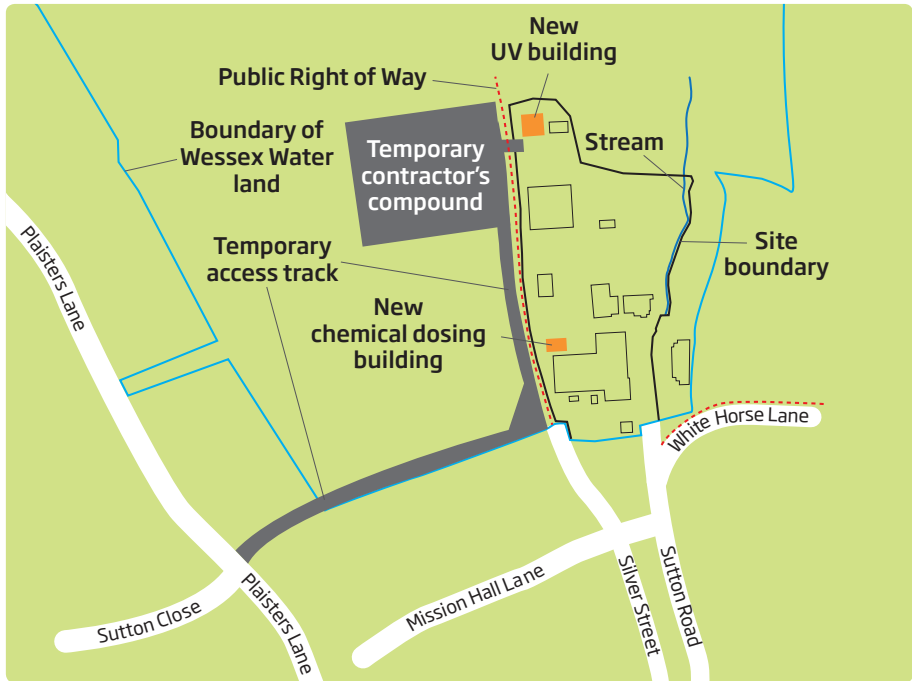 New
UV building
Public Right of Way
Boundary of
Wessex Water
land
Temporary
contractor's
compound
Stream
Plaisters Lane
Temporary
access track
Site
boundary
New
chemical dosing
building
White Horse Lane
Sutton Close
Plaisters Lane
Mission Hall Lane
Silver Street
Sutton Road